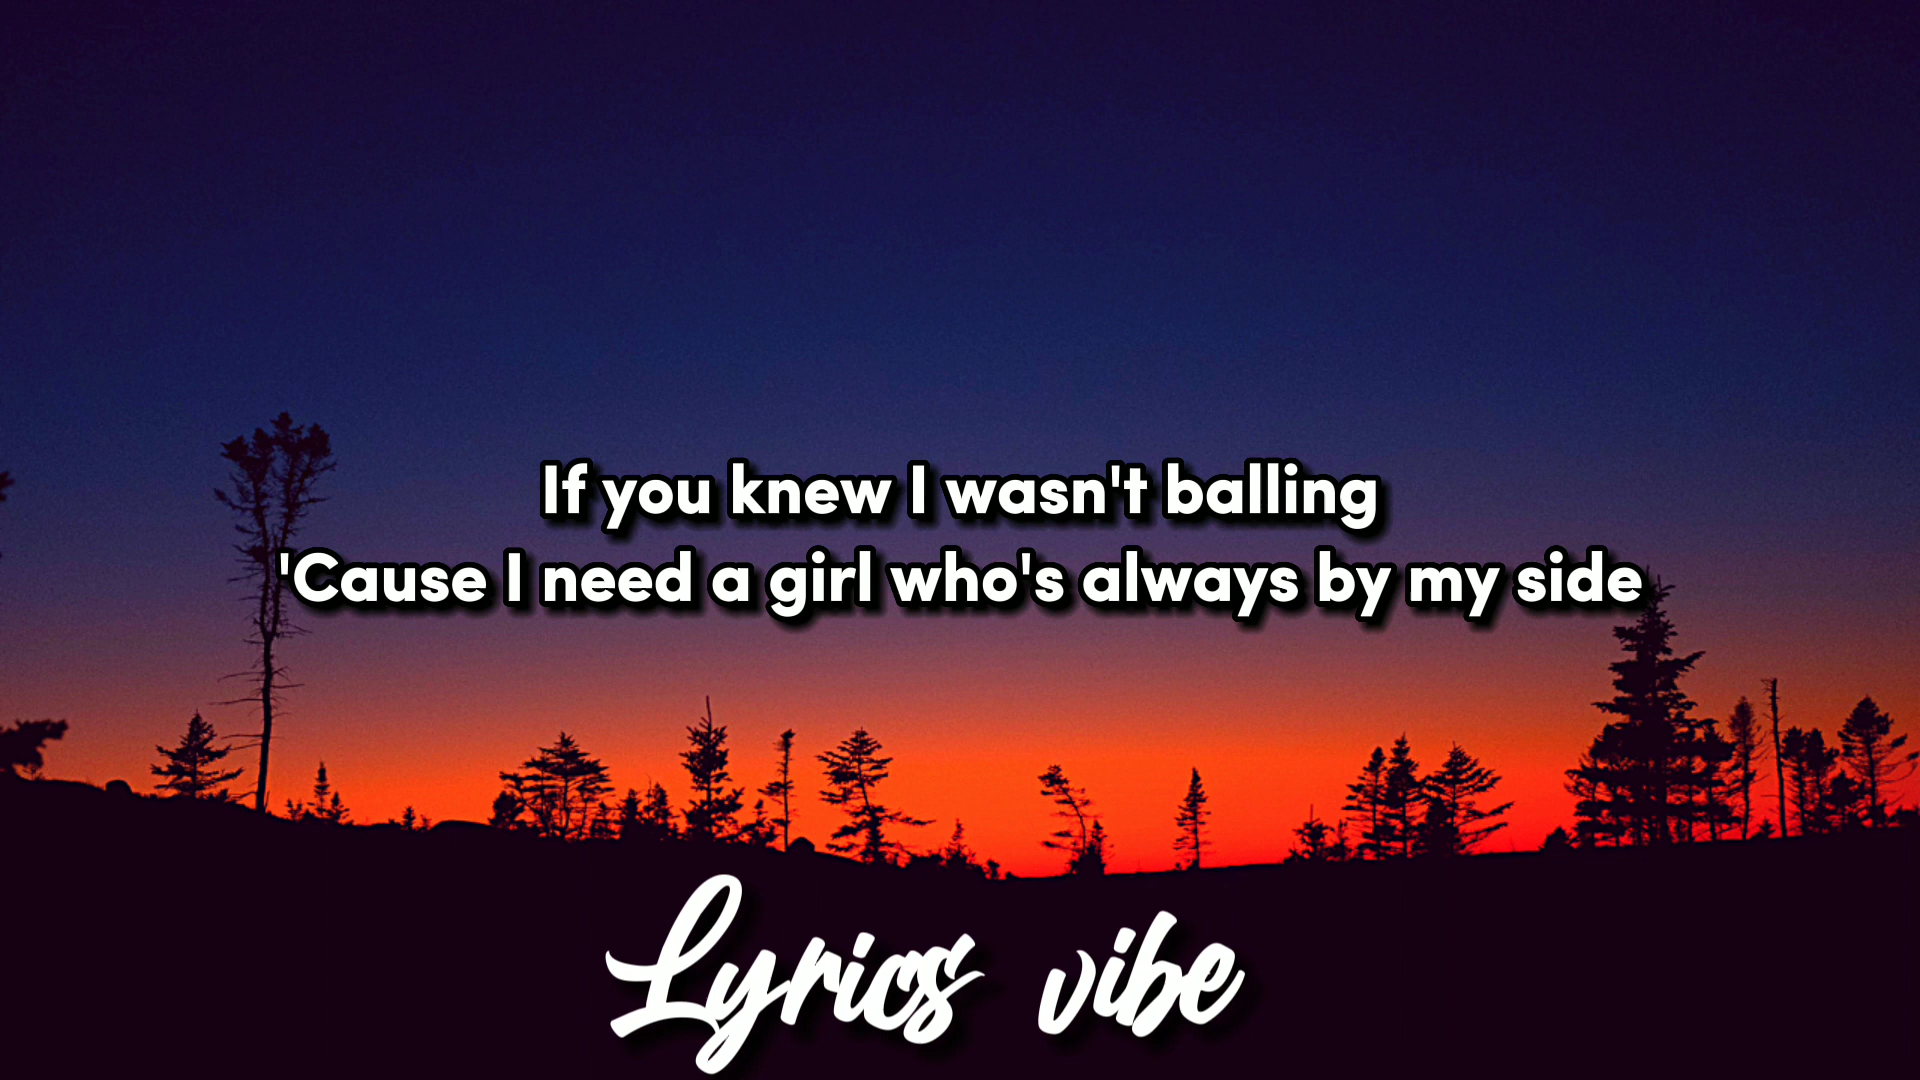 If you knew I wasn't balling
'Cause I need a girl who's always by my side
Lyrics vibe